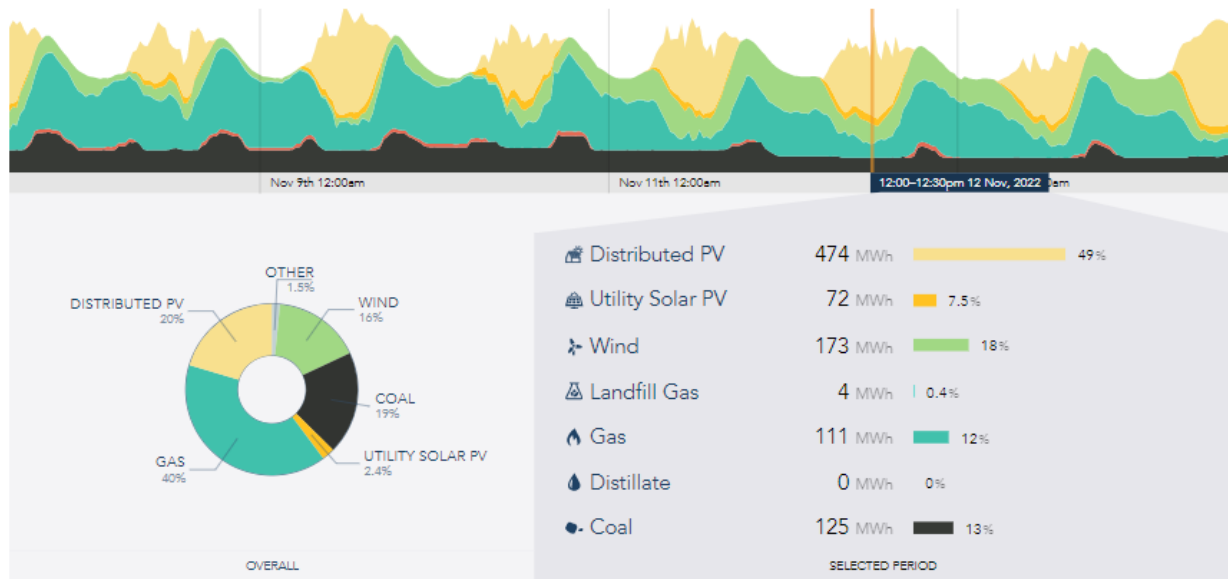 Nov 9th 12:00am
Nov 11th 12:00am
12:00–12:30pm 12 Nov, 2022
am
OTHER
1.5%
DISTRIBUTED PV
20%
WIND
16%
COAL
19%
UTILITY SOLAR PV
2.4%
GAS
40%
OVERALL
Distributed PV 474 MWh 49%
Utility Solar PV 72 MWh 7.5%
Wind 173 MWh 18%
Landfill Gas 4 MWh 0.4%
Gas 111 MWh 12%
Distillate 0 MWh 0%
Coal 125 MWh 13%
SELECTED PERIOD